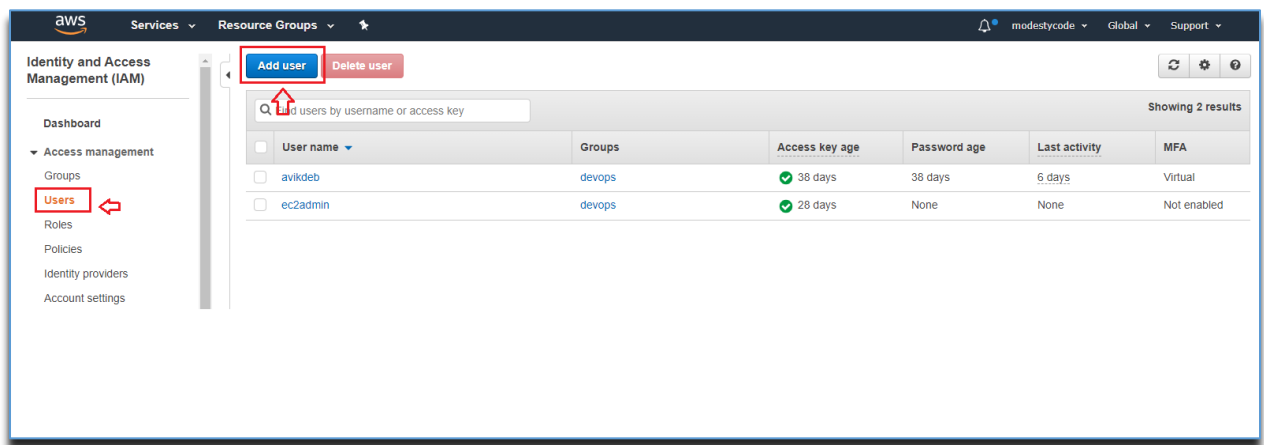 aws Services Resource Groups modestycode Global Support
Identity and Access
Management (IAM)
Dashboard
Access management
Groups
Users
Roles
Policies
Identity providers
Account settings
Add user Delete user
Find users by username or access key Showing 2 results
User name Groups Access key age Password age Last activity MFA
avikdeb devops 38 days 38 days 6 days Virtual
ec2admin devops 28 days None None Not enabled